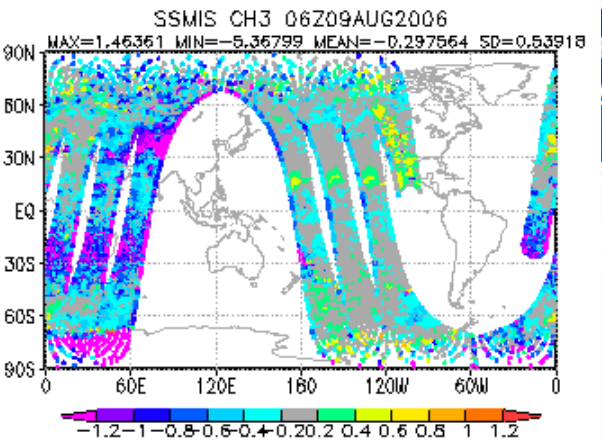 SSMIS CH3 06Z09AUG2006
MAX=1.46361 MIN=-5.36799 MEAN=-0.297564 SD=0.53918
90N
60N
30N
EQ
30S
60S
90S
0 60E 120E 160 120W 60W 0
-1.2 -1 -0.8 -0.6 -0.4 -0.2 0.2 0.4 0.6 0.8 1 1.2